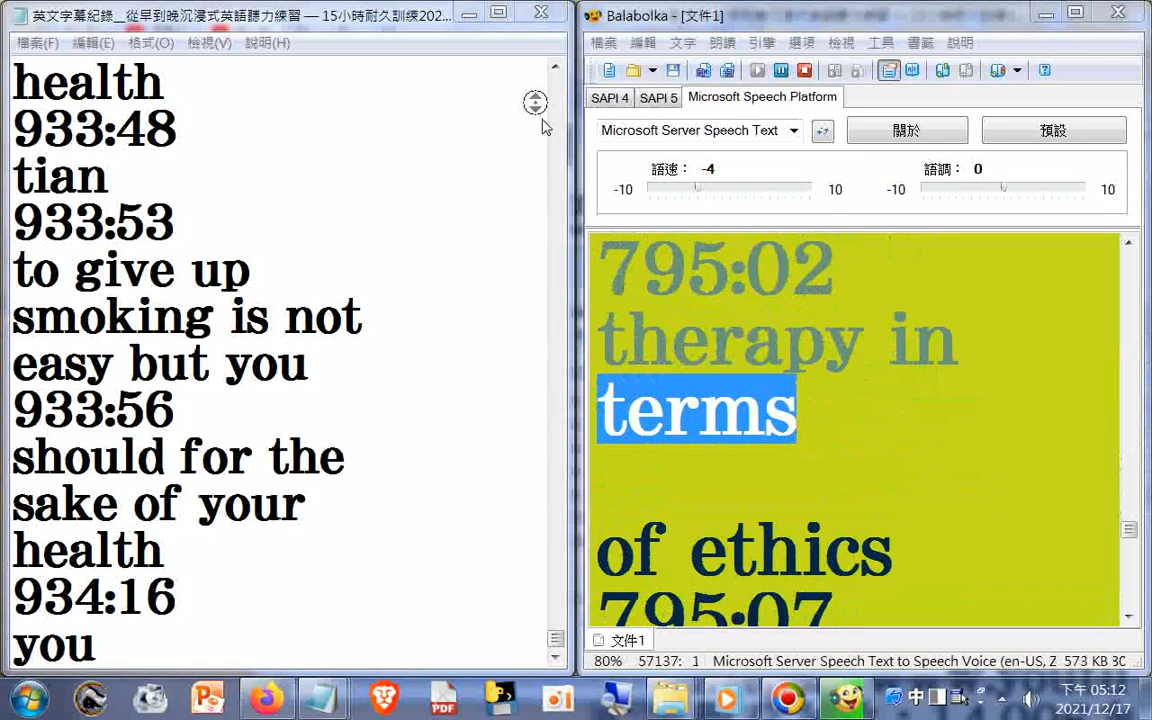 英文字幕紀錄__從早到晚沉浸式英語聽力練習 — 15小時耐久訓練202...
檔案(F) 編輯(E) 格式(O) 檢視(V) 說明(H)
health
933:48
tian
933:53
to give up
smoking is not
easy but you
933:56
should for the
sake of your
health
934:16
you
Balabolka - [文件1]
檔案 編輯 文字 朗讀 引擎 選項 檢視 工具 書籤 說明
SAPI 4 SAPI 5 Microsoft Speech Platform
Microsoft Server Speech Text 關於 預設
語速： -4 語調： 0
-10 10 -10 10
795:02
therapy in
terms
of ethics
795:07
文件1
80% 57137: 1 Microsoft Server Speech Text to Speech Voice (en-US, Z 573 KB
PDF 中 下午 05:12
2021/12/17